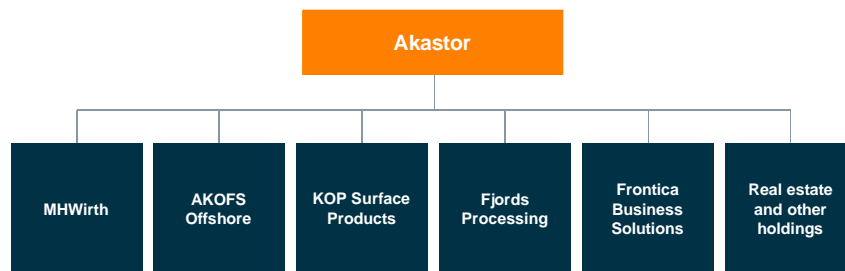 Akastor
MHWirth
AKOFS
Offshore
KOP Surface
Products
Fjords
Processing
Frontica
Business
Solutions
Real estate
and other
holdings